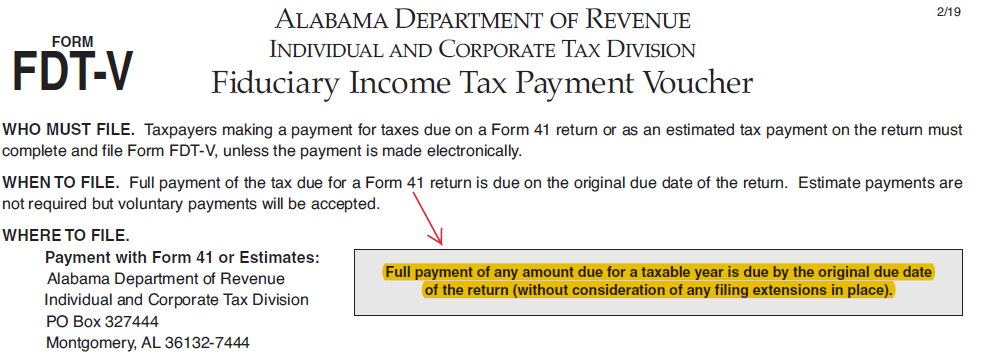 ALABAMA DEPARTMENT OF REVENUE
2/19
INDIVIDUAL AND CORPORATE TAX DIVISION
FORM
FDT-V
Fiduciary Income Tax Payment Voucher
WHO MUST FILE. Taxpayers making a payment for taxes due on a Form 41 return or as an estimated tax payment on the return must
complete and file Form FDT-V, unless the payment is made electronically.
WHEN TO FILE. Full payment of the tax due for a Form 41 return is due on the original due date of the return. Estimate payments are
not required but voluntary payments will be accepted.
WHERE TO FILE.
Payment with Form 41 or Estimates:
Alabama Department of Revenue
Individual and Corporate Tax Division
PO Box 327444
Montgomery, AL 36132-7444
Full payment of any amount due for a taxable year is due by the original due date
of the return (without consideration of any filing extensions in place).